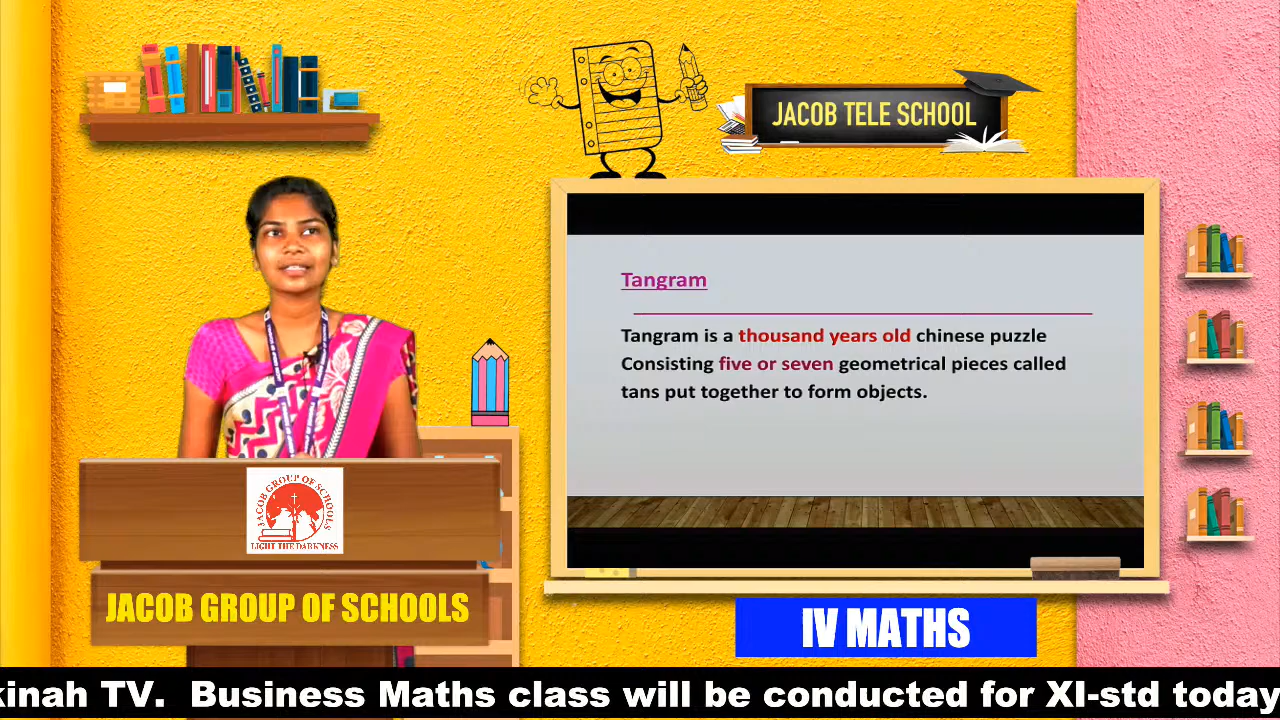 JACOB TELE SCHOOL
Tangram
Tangram is a thousand years old chinese puzzle
Consisting five or seven geometrical pieces called
tans put together to form objects.
JACOB GROUP OF SCHOOLS
LIGHT THE DARKNESS
JACOB GROUP OF SCHOOLS
IV MATHS
kinah TV. Business Maths class will be conducted for XI-std today